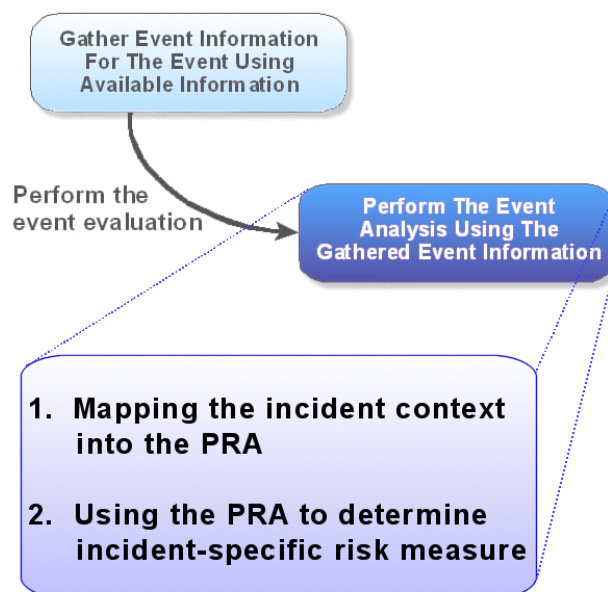 Gather Event Information
For The Event Using
Available Information
Perform the
event evaluation
Perform The Event
Analysis Using The
Gathered Event Information
1. Mapping the incident context
into the PRA
2. Using the PRA to determine
incident-specific risk measure